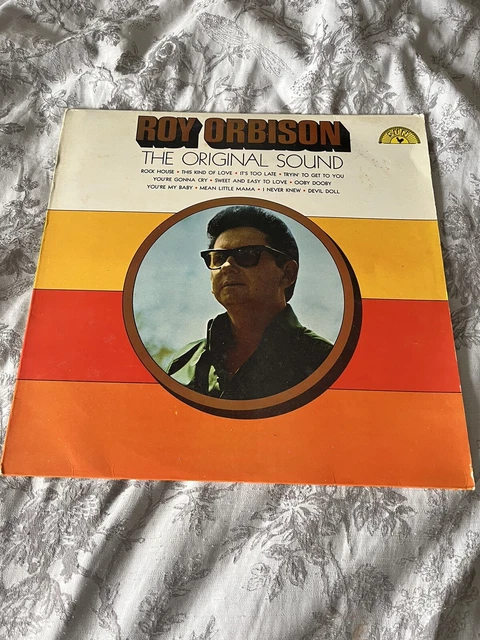 ROY ORBISON
SUN
THE ORIGINAL SOUND
ROCK HOUSE • THIS KIND OF LOVE • IT'S TOO LATE • TRYIN' TO GET TO YOU
YOU'RE GONNA CRY • SWEET AND EASY TO LOVE • OOBY DOOBY
YOU'RE MY BABY • MEAN LITTLE MAMA • I NEVER KNEW • DEVIL DOLL